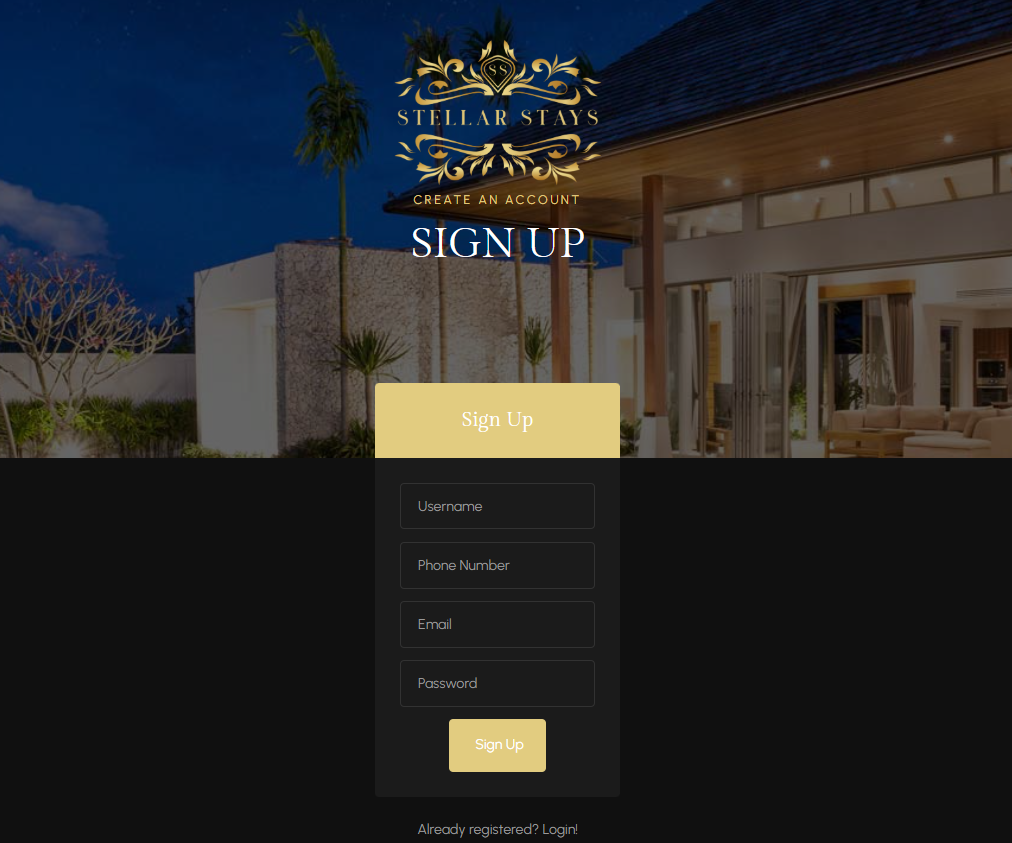 SS
STELLAR STAYS
CREATE AN ACCOUNT
SIGN UP
Sign Up
Username
Phone Number
Email
Password
Sign Up
Already registered? Login!